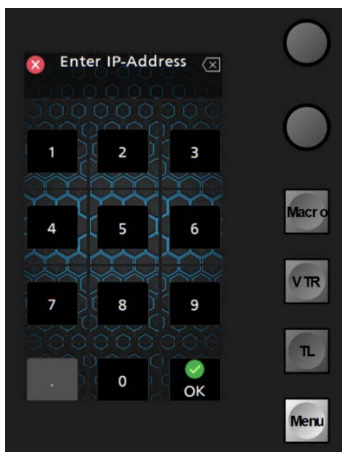 Enter IP-Address
1 2 3
Macro
4 5 6
VTR
7 8 9
TL
. 0 OK
Menu